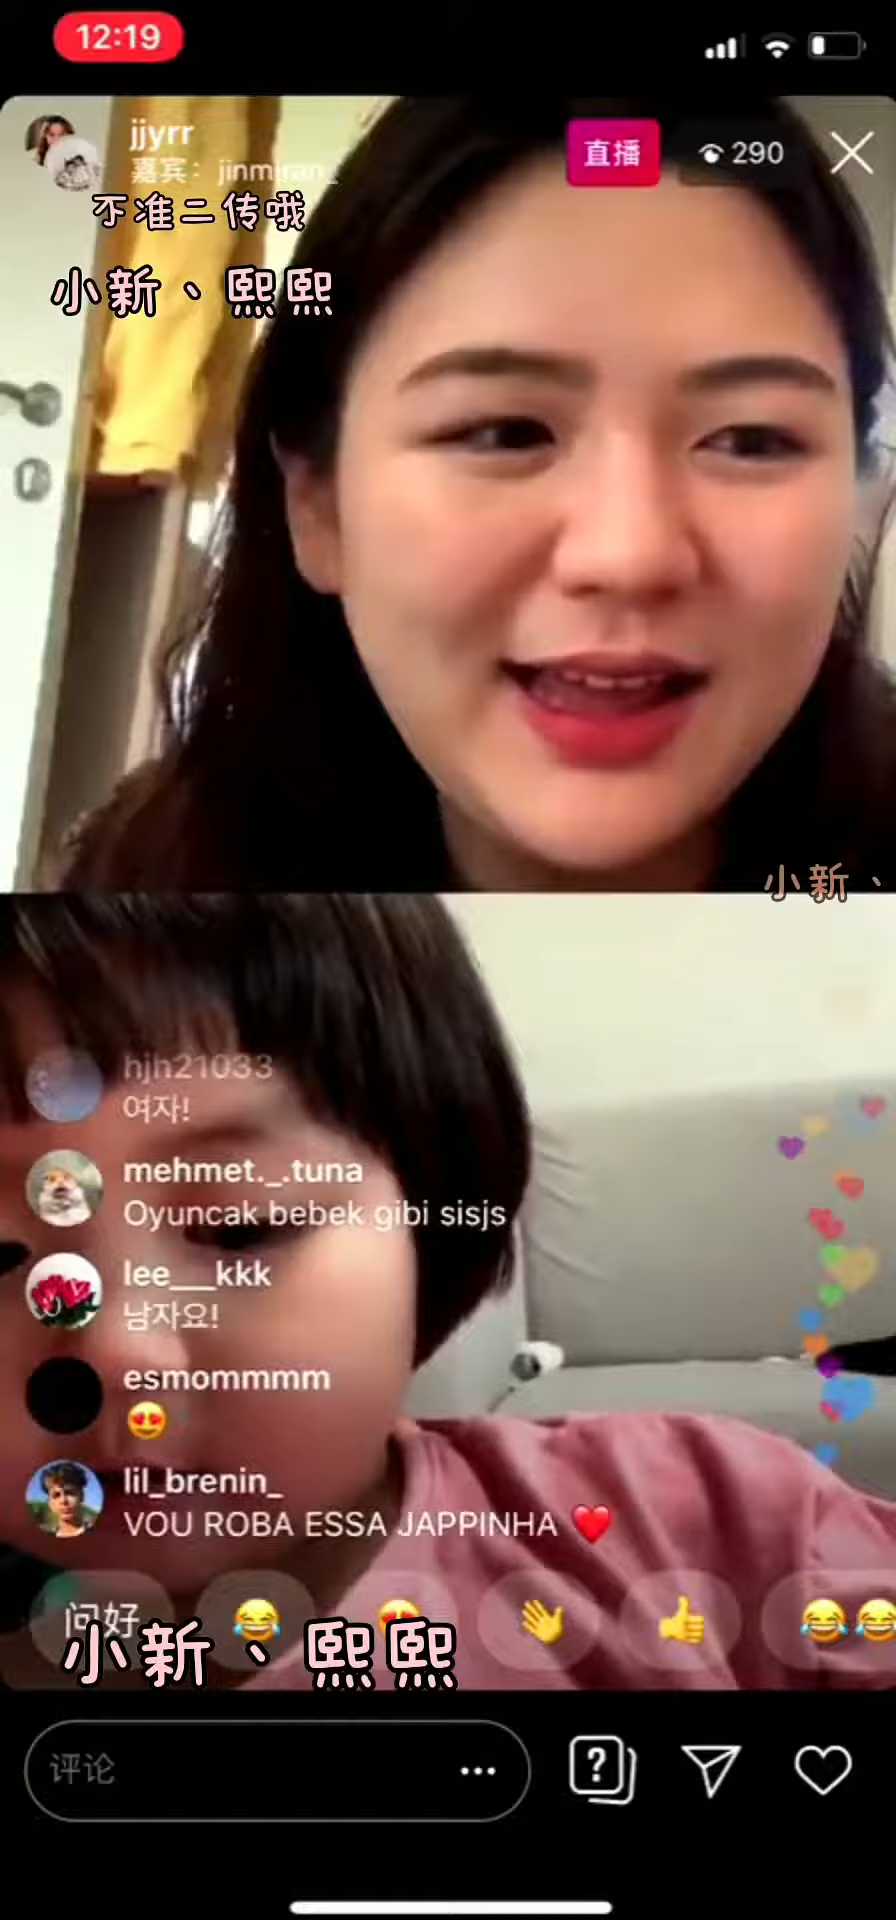 12:19
jjyrr
直播
290
嘉宾： jinmiran_
不准二传哦
小新、熙熙
小新、
hjh21033
여자!
mehmet._.tuna
Oyuncak bebek gibi sisjs
lee___kkk
남자요!
esmommmm
😍
lil_brenin_
VOU ROBA ESSA JAPPINHA ❤️
问好 😂 😍 👋 👍 😂😂
小新、熙熙
评论